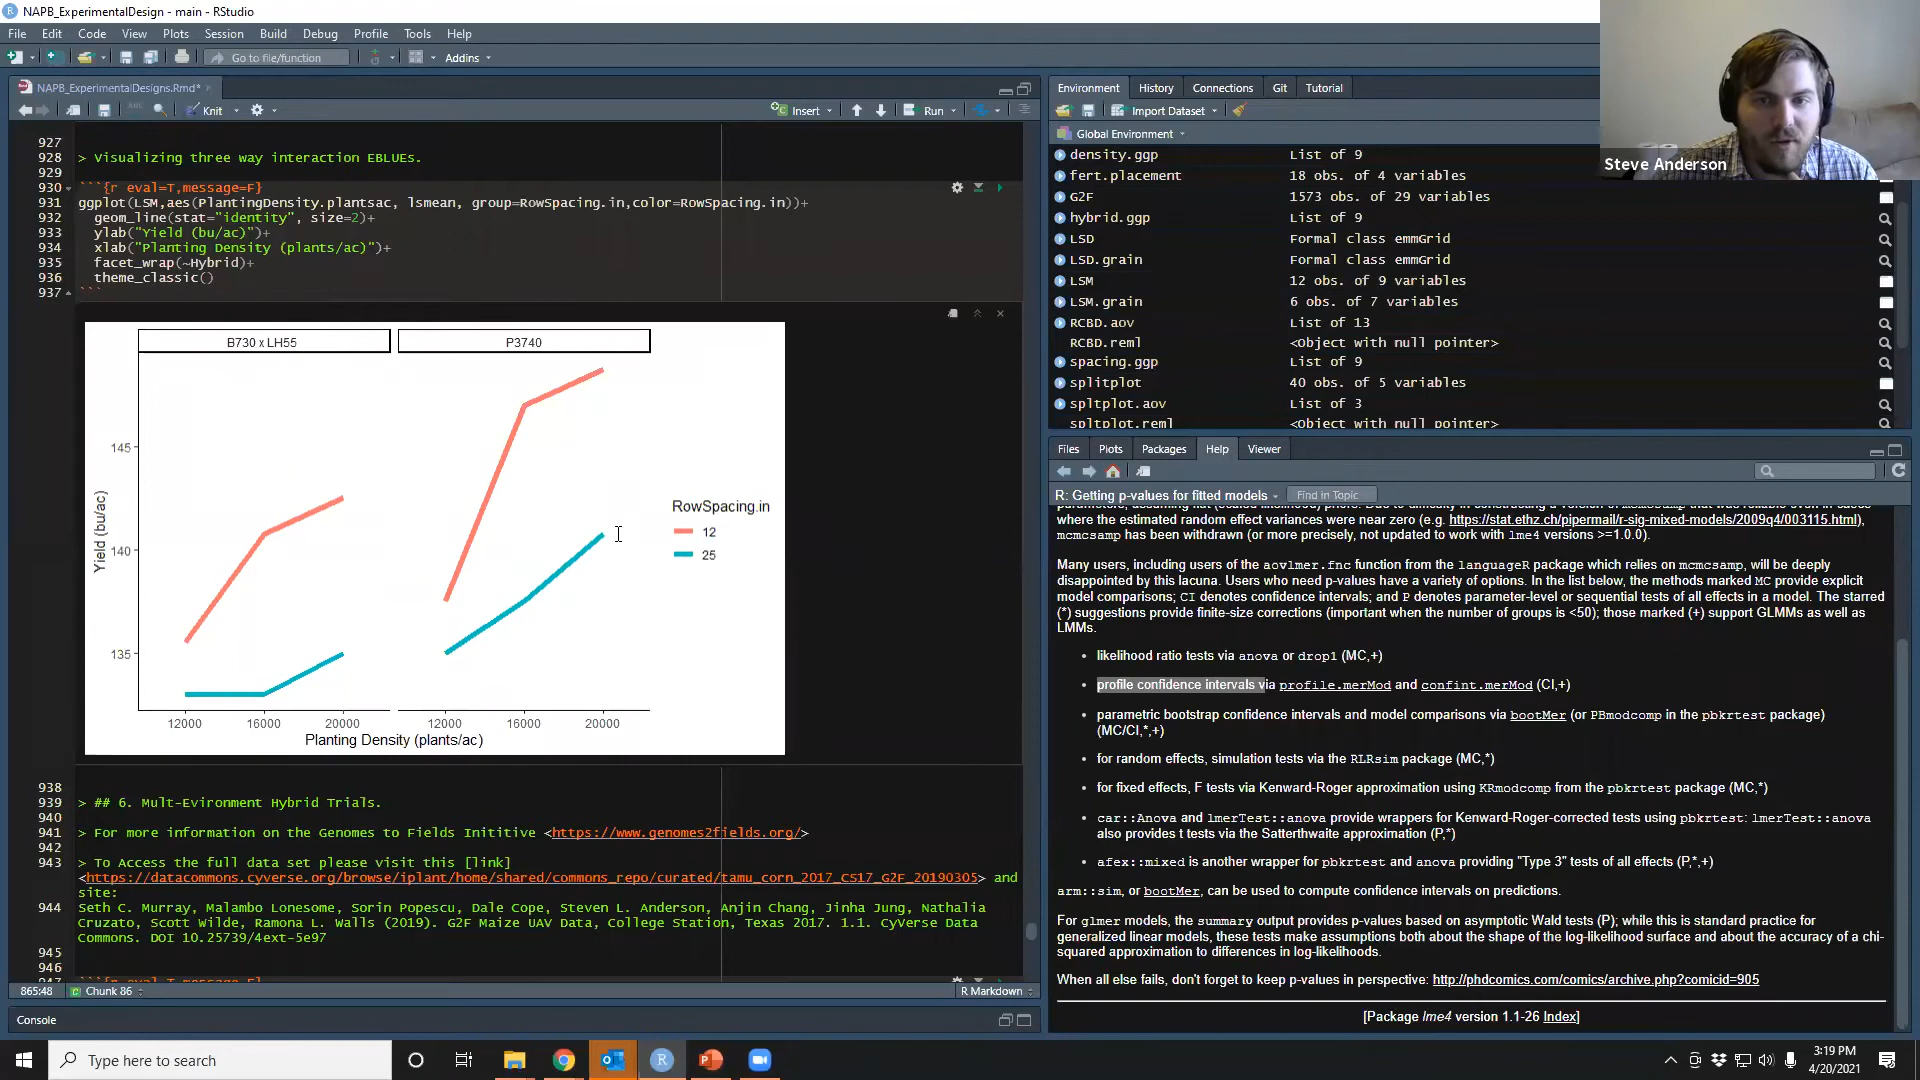 NAPB_ExperimentalDesign - main - RStudio
File Edit Code View Plots Session Build Debug Profile Tools Help
Go to file/function
Addins
NAPB_ExperimentalDesigns.Rmd*
ABC
Knit
Insert
Run
927
928 > Visualizing three way interaction EBLUEs.
929
930 ```{r eval=T,message=F}
931 ggplot(LSM,aes(PlantingDensity.plantsac, lsmean, group=RowSpacing.in,color=RowSpacing.in))+
932 geom_line(stat="identity", size=2)+
933 ylab("Yield (bu/ac)")+
934 xlab("Planting Density (plants/ac)")+
935 facet_wrap(~Hybrid)+
936 theme_classic()
937 ```
B730 x LH55
P3740
145
140
135
Yield (bu/ac)
12000 16000 20000
12000 16000 20000
Planting Density (plants/ac)
RowSpacing.in
12
25
938
939 > ## 6. Mult-Evironment Hybrid Trials.
940
941 > For more information on the Genomes to Fields Inititive <https://www.genomes2fields.org/>
942
943 > To Access the full data set please visit this [link]
<https://datacommons.cyverse.org/browse/iplant/home/shared/commons_repo/curated/tamu_corn_2017_CS17_G2F_20190305> and
site:
944 Seth C. Murray, Malambo Lonesome, Sorin Popescu, Dale Cope, Steven L. Anderson, Anjin Chang, Jinha Jung, Nathalia
Cruzato, Scott Wilde, Ramona L. Walls (2019). G2F Maize UAV Data, College Station, Texas 2017. 1.1. CyVerse Data
Commons. DOI 10.25739/4ext-5e97
945
946
865:48
Chunk 86
R Markdown
Console
Environment History Connections Git Tutorial
Import Dataset
Global Environment
density.ggp List of 9
fert.placement 18 obs. of 4 variables
G2F 1573 obs. of 29 variables
hybrid.ggp List of 9
LSD Formal class emmGrid
LSD.grain Formal class emmGrid
LSM 12 obs. of 9 variables
LSM.grain 6 obs. of 7 variables
RCBD.aov List of 13
RCBD.reml <Object with null pointer>
spacing.ggp List of 9
splitplot 40 obs. of 5 variables
spltplot.aov List of 3
spltplot.reml <Object with null pointer>
Steve Anderson
Files Plots Packages Help Viewer
R: Getting p-values for fitted models
Find in Topic
where the estimated random effect variances were near zero (e.g. https://stat.ethz.ch/pipermail/r-sig-mixed-models/2009q4/003115.html),
mcmcsamp has been withdrawn (or more precisely, not updated to work with lme4 versions >=1.0.0).
Many users, including users of the aovlmer.fnc function from the languageR package which relies on mcmcsamp, will be deeply
disappointed by this lacuna. Users who need p-values have a variety of options. In the list below, the methods marked MC provide explicit
model comparisons; CI denotes confidence intervals; and P denotes parameter-level or sequential tests of all effects in a model. The starred
(*) suggestions provide finite-size corrections (important when the number of groups is <50); those marked (+) support GLMMs as well as
LMMs.
• likelihood ratio tests via anova or drop1 (MC,+)
• profile confidence intervals via profile.merMod and confint.merMod (CI,+)
• parametric bootstrap confidence intervals and model comparisons via bootMer (or PBmodcomp in the pbkrtest package)
(MC/CI,*,+)
• for random effects, simulation tests via the RLRsim package (MC,*)
• for fixed effects, F tests via Kenward-Roger approximation using KRmodcomp from the pbkrtest package (MC,*)
• car::Anova and lmerTest::anova provide wrappers for Kenward-Roger-corrected tests using pbkrtest: lmerTest::anova
also provides t tests via the Satterthwaite approximation (P,*)
• afex::mixed is another wrapper for pbkrtest and anova providing "Type 3" tests of all effects (P,*,+)
arm::sim, or bootMer, can be used to compute confidence intervals on predictions.
For glmer models, the summary output provides p-values based on asymptotic Wald tests (P); while this is standard practice for
generalized linear models, these tests make assumptions both about the shape of the log-likelihood surface and about the accuracy of a chi-
squared approximation to differences in log-likelihoods.
When all else fails, don't forget to keep p-values in perspective: http://phdcomics.com/comics/archive.php?comicid=905
[Package lme4 version 1.1-26 Index]
Type here to search
3:19 PM
4/20/2021